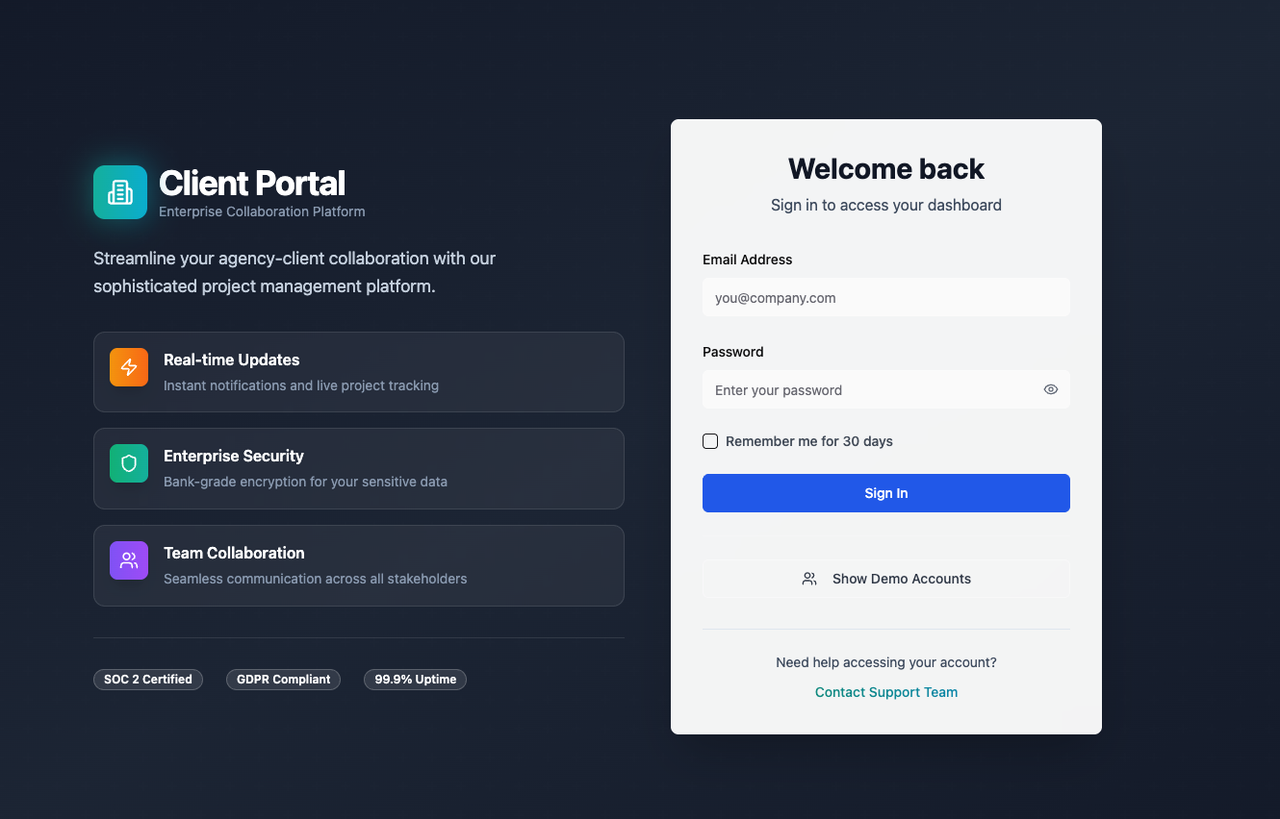 Client Portal
Enterprise Collaboration Platform
Streamline your agency-client collaboration with our
sophisticated project management platform.
Real-time Updates
Instant notifications and live project tracking
Enterprise Security
Bank-grade encryption for your sensitive data
Team Collaboration
Seamless communication across all stakeholders
SOC 2 Certified
GDPR Compliant
99.9% Uptime
Welcome back
Sign in to access your dashboard
Email Address
you@company.com
Password
Enter your password
Remember me for 30 days
Sign In
Show Demo Accounts
Need help accessing your account?
Contact Support Team